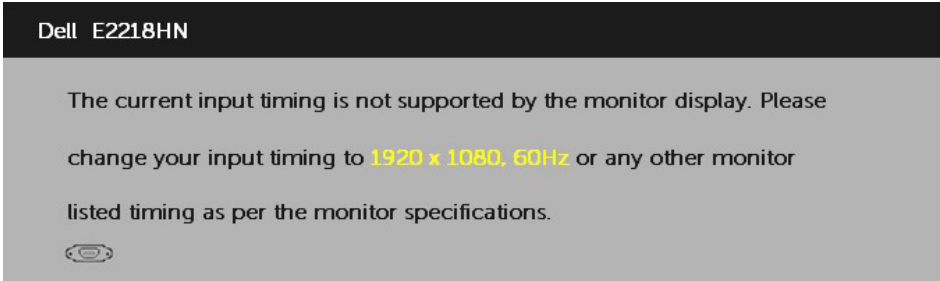 Dell E2218HN
The current input timing is not supported by the monitor display. Please
change your input timing to 1920 x 1080, 60Hz or any other monitor
listed timing as per the monitor specifications.